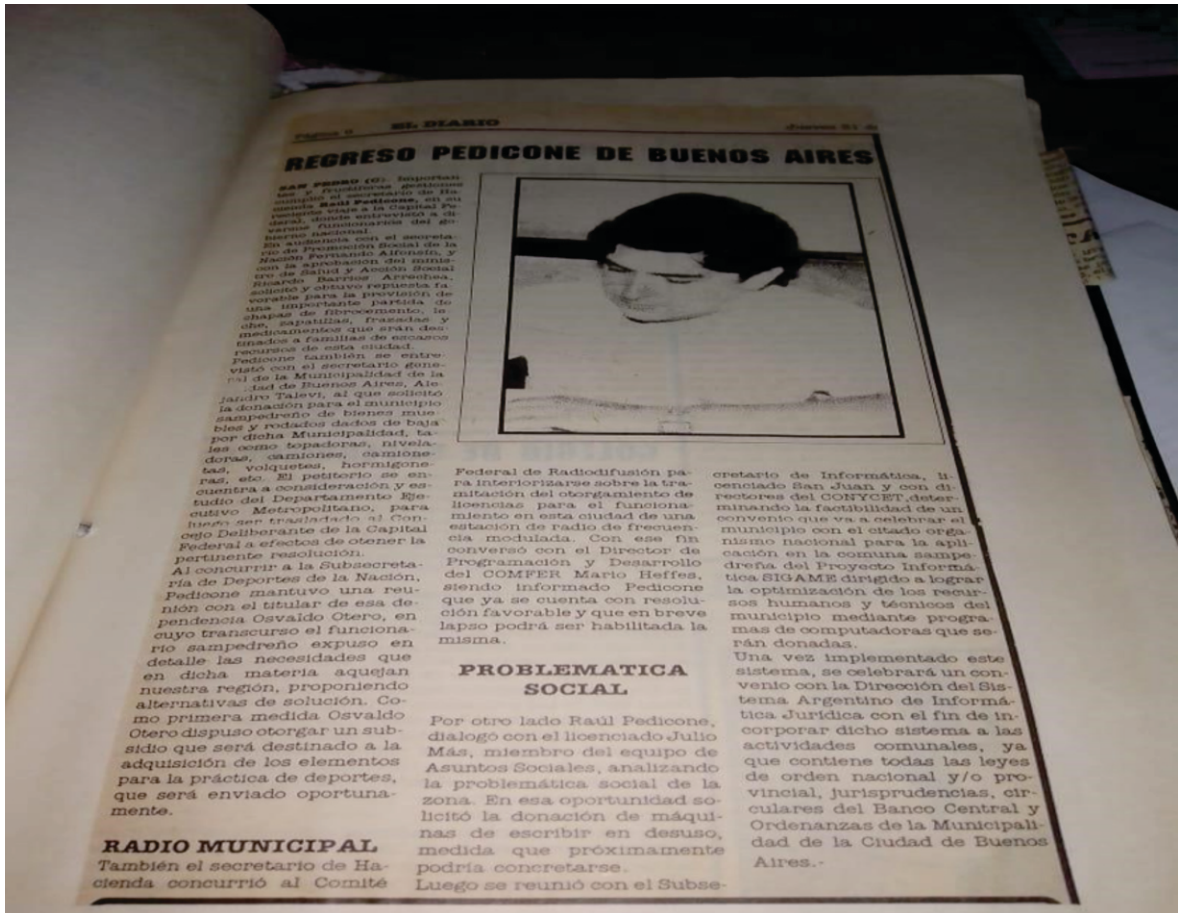 Página 6 EL DIARIO Jueves 21 de
REGRESO PEDICONE DE BUENOS AIRES
SAN PEDRO (C)- Importan-
tes y fructíferas gestiones
cumplió el secretario de Ha-
cienda Raúl Pedicone, en su
reciente viaje a la Capital Fe-
deral, donde entrevistó a di-
versos funcionarios del go-
bierno nacional.
En audiencia con el secreta-
rio de Promoción Social de la
Nación Fernando Alfonsín, y
con la aprobación del minis-
tro de Salud y Acción Social
Ricardo Barrios Arrechea,
solicitó y obtuvo repuesta fa-
vorable para la provisión de
una importante partida de
chapas de fibrocemento, le-
che, zapatillas, frazadas y
medicamentos que srán des-
tinados a familias de escasos
recursos de esta ciudad.
Pedicone también se entre-
vistó con el secretario gene-
ral de la Municipalidad de la
dad de Buenos Aires, Ale-
jandro Talevi, al que solicitó
la donación para el municipio
sampedreño de bienes mue-
bles y rodados dados de baja
por dicha Municipalidad, ta-
les como topadoras, nivela-
doras, camiones, camione-
tas, volquetes, hormigone-
ras, etc. El petitorio se en-
cuentra a consideración y es-
tudio del Departamento Eje-
cutivo Metropolitano, para
luego ser trasladado al Con-
cejo Deliberante de la Capital
Federal a efectos de otener la
pertinente resolución.
Al concurrir a la Subsecreta-
ría de Deportes de la Nación,
Pedicone mantuvo una reu-
nión con el titular de esa de-
pendencia Osvaldo Otero, en
cuyo transcurso el funciona-
rio sampedreño expuso en
detalle las necesidades que
en dicha materia aquejan
nuestra región, proponiendo
alternativas de solución. Co-
mo primera medida Osvaldo
Otero dispuso otorgar un sub-
sidio que será destinado a la
adquisición de los elementos
para la práctica de deportes,
que será enviado oportuna-
mente.
RADIO MUNICIPAL
También el secretario de Ha-
cienda concurrió al Comité
Federal de Radiodifusión pa-
ra interiorizarse sobre la tra-
mitación del otorgamiento de
licencias para el funciona-
miento en esta ciudad de una
estación de radio de frecuen-
cia modulada. Con ese fin
conversó con el Director de
Programación y Desarrollo
del COMFER Mario Heffes,
siendo informado Pedicone
que ya se cuenta con resolu-
ción favorable y que en breve
lapso podrá ser habilitada la
misma.
PROBLEMATICA
SOCIAL
Por otro lado Raúl Pedicone,
dialogó con el licenciado Julio
Más, miembro del equipo de
Asuntos Sociales, analizando
la problemática social de la
zona. En esa oportunidad so-
licitó la donación de máqui-
nas de escribir en desuso,
medida que próximamente
podría concretarse.
Luego se reunió con el Subse-
cretario de Informática, li-
cenciado San Juan y con di-
rectores del CONYCET,deter-
minando la factibilidad de un
convenio que va a celebrar el
municipio con el citado orga-
nismo nacional para la apli-
cación en la comuna sampe-
dreña del Proyecto Informá-
tica SIGAME dirigido a lograr
la optimización de los recur-
sos humanos y técnicos del
municipio mediante progra-
mas de computadoras que se-
rán donadas.
Una vez implementado este
sistema, se celebrará un con-
venio con la Dirección del Sis-
tema Argentino de Informá-
tica Jurídica con el fin de in-
corporar dicho sistema a las
actividades comunales, ya
que contiene todas las leyes
de orden nacional y/o pro-
vincial, jurisprudencias, cir-
culares del Banco Central y
Ordenanzas de la Municipali-
dad de la Ciudad de Buenos
Aires.-